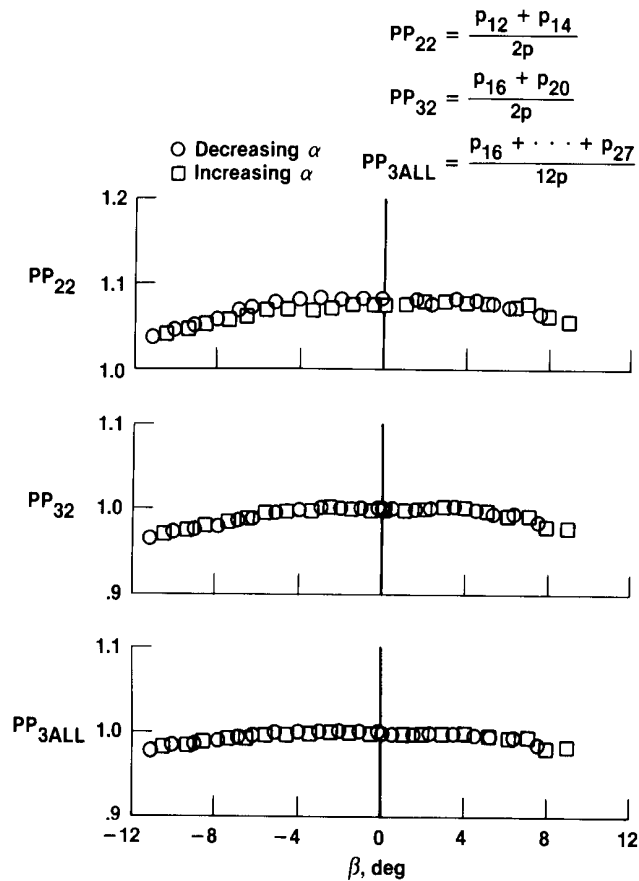 PP22 = p12 + p14 / 2p
PP32 = p16 + p20 / 2p
PP3ALL = p16 + · · · + p27 / 12p
○ Decreasing α
□ Increasing α
1.2
PP22 1.1
1.0
1.1
PP32 1.0
.9
1.1
PP3ALL 1.0
.9
−12 −8 −4 0 4 8 12
β, deg